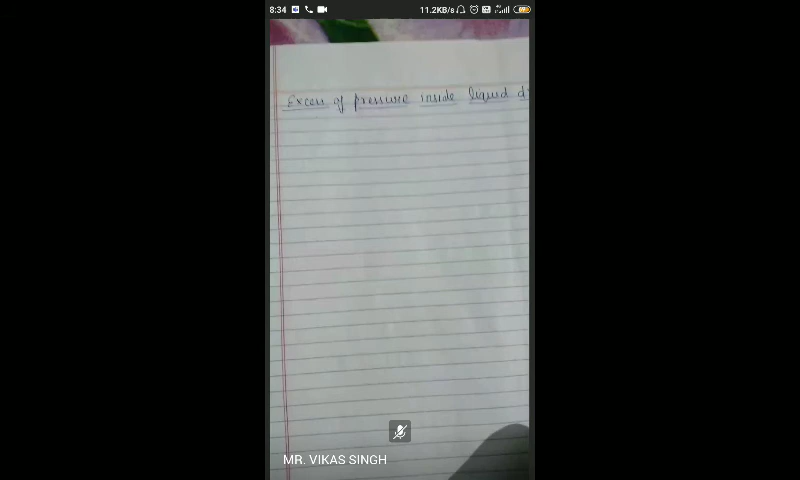 8:34 11.2KB/s
Excess of pressure inside liquid
MR. VIKAS SINGH